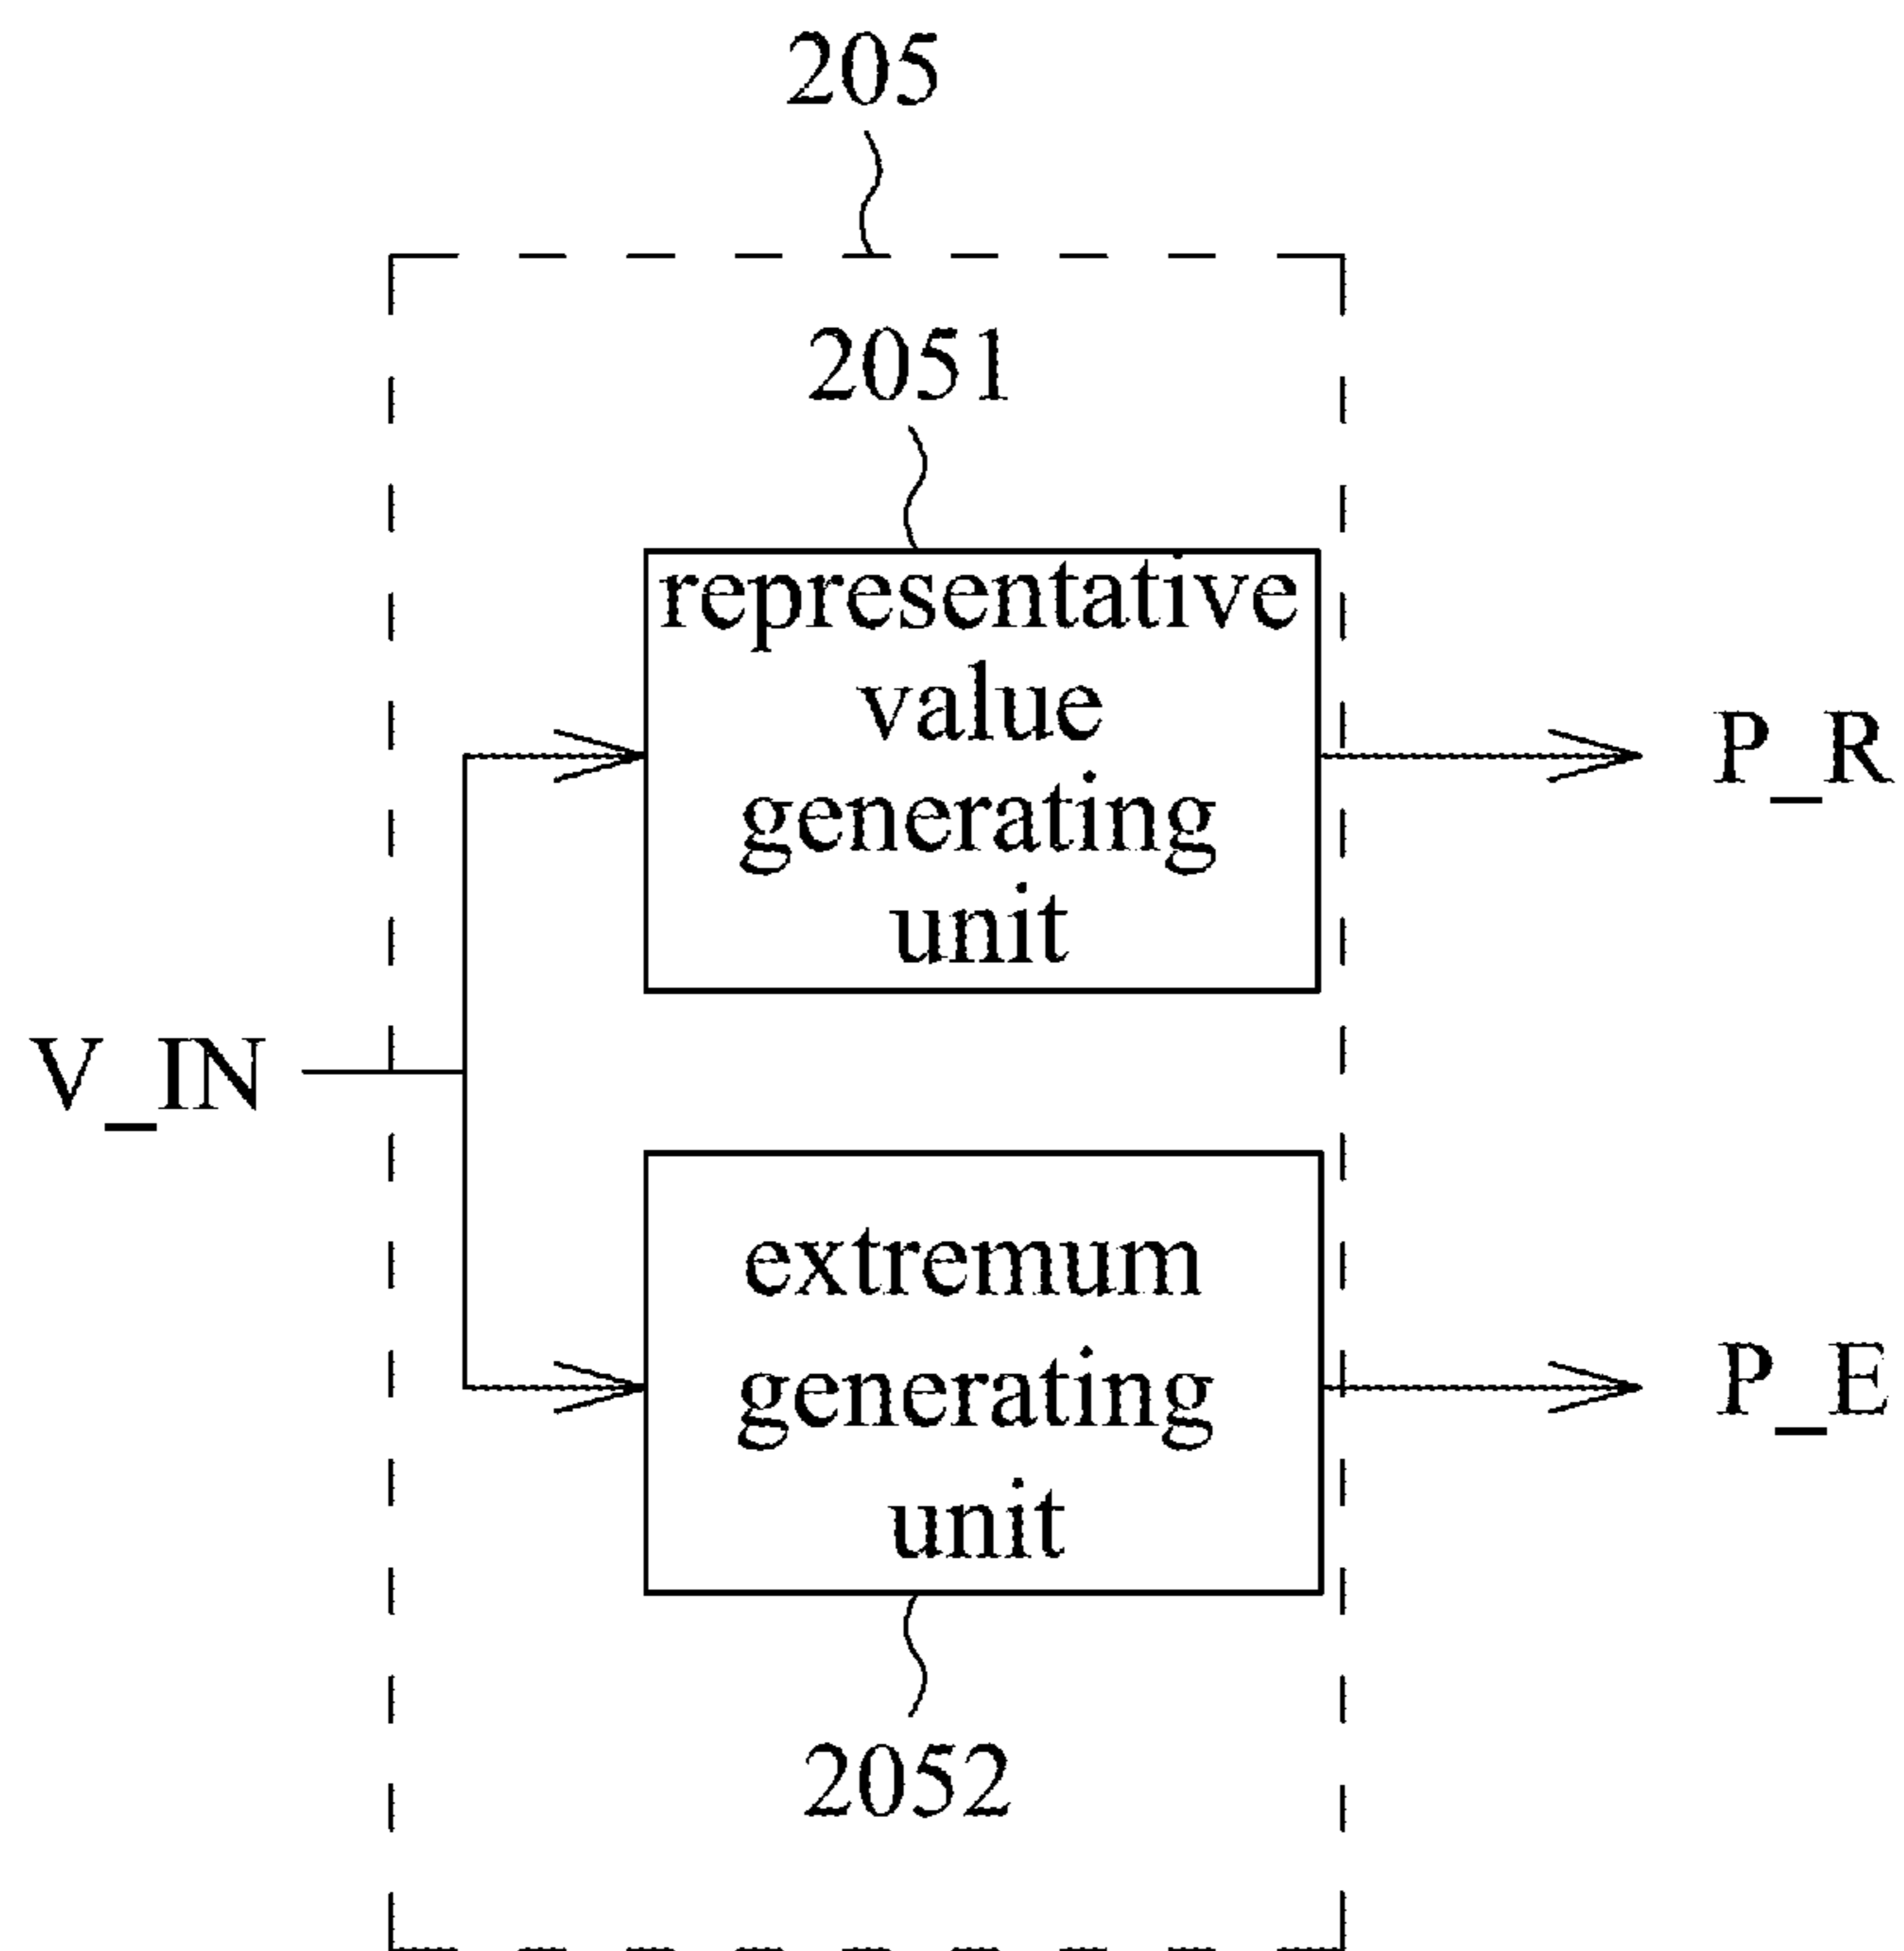 205
2051
representative
value
generating
unit
P_R
V_IN
extremum
generating
unit
P_E
2052